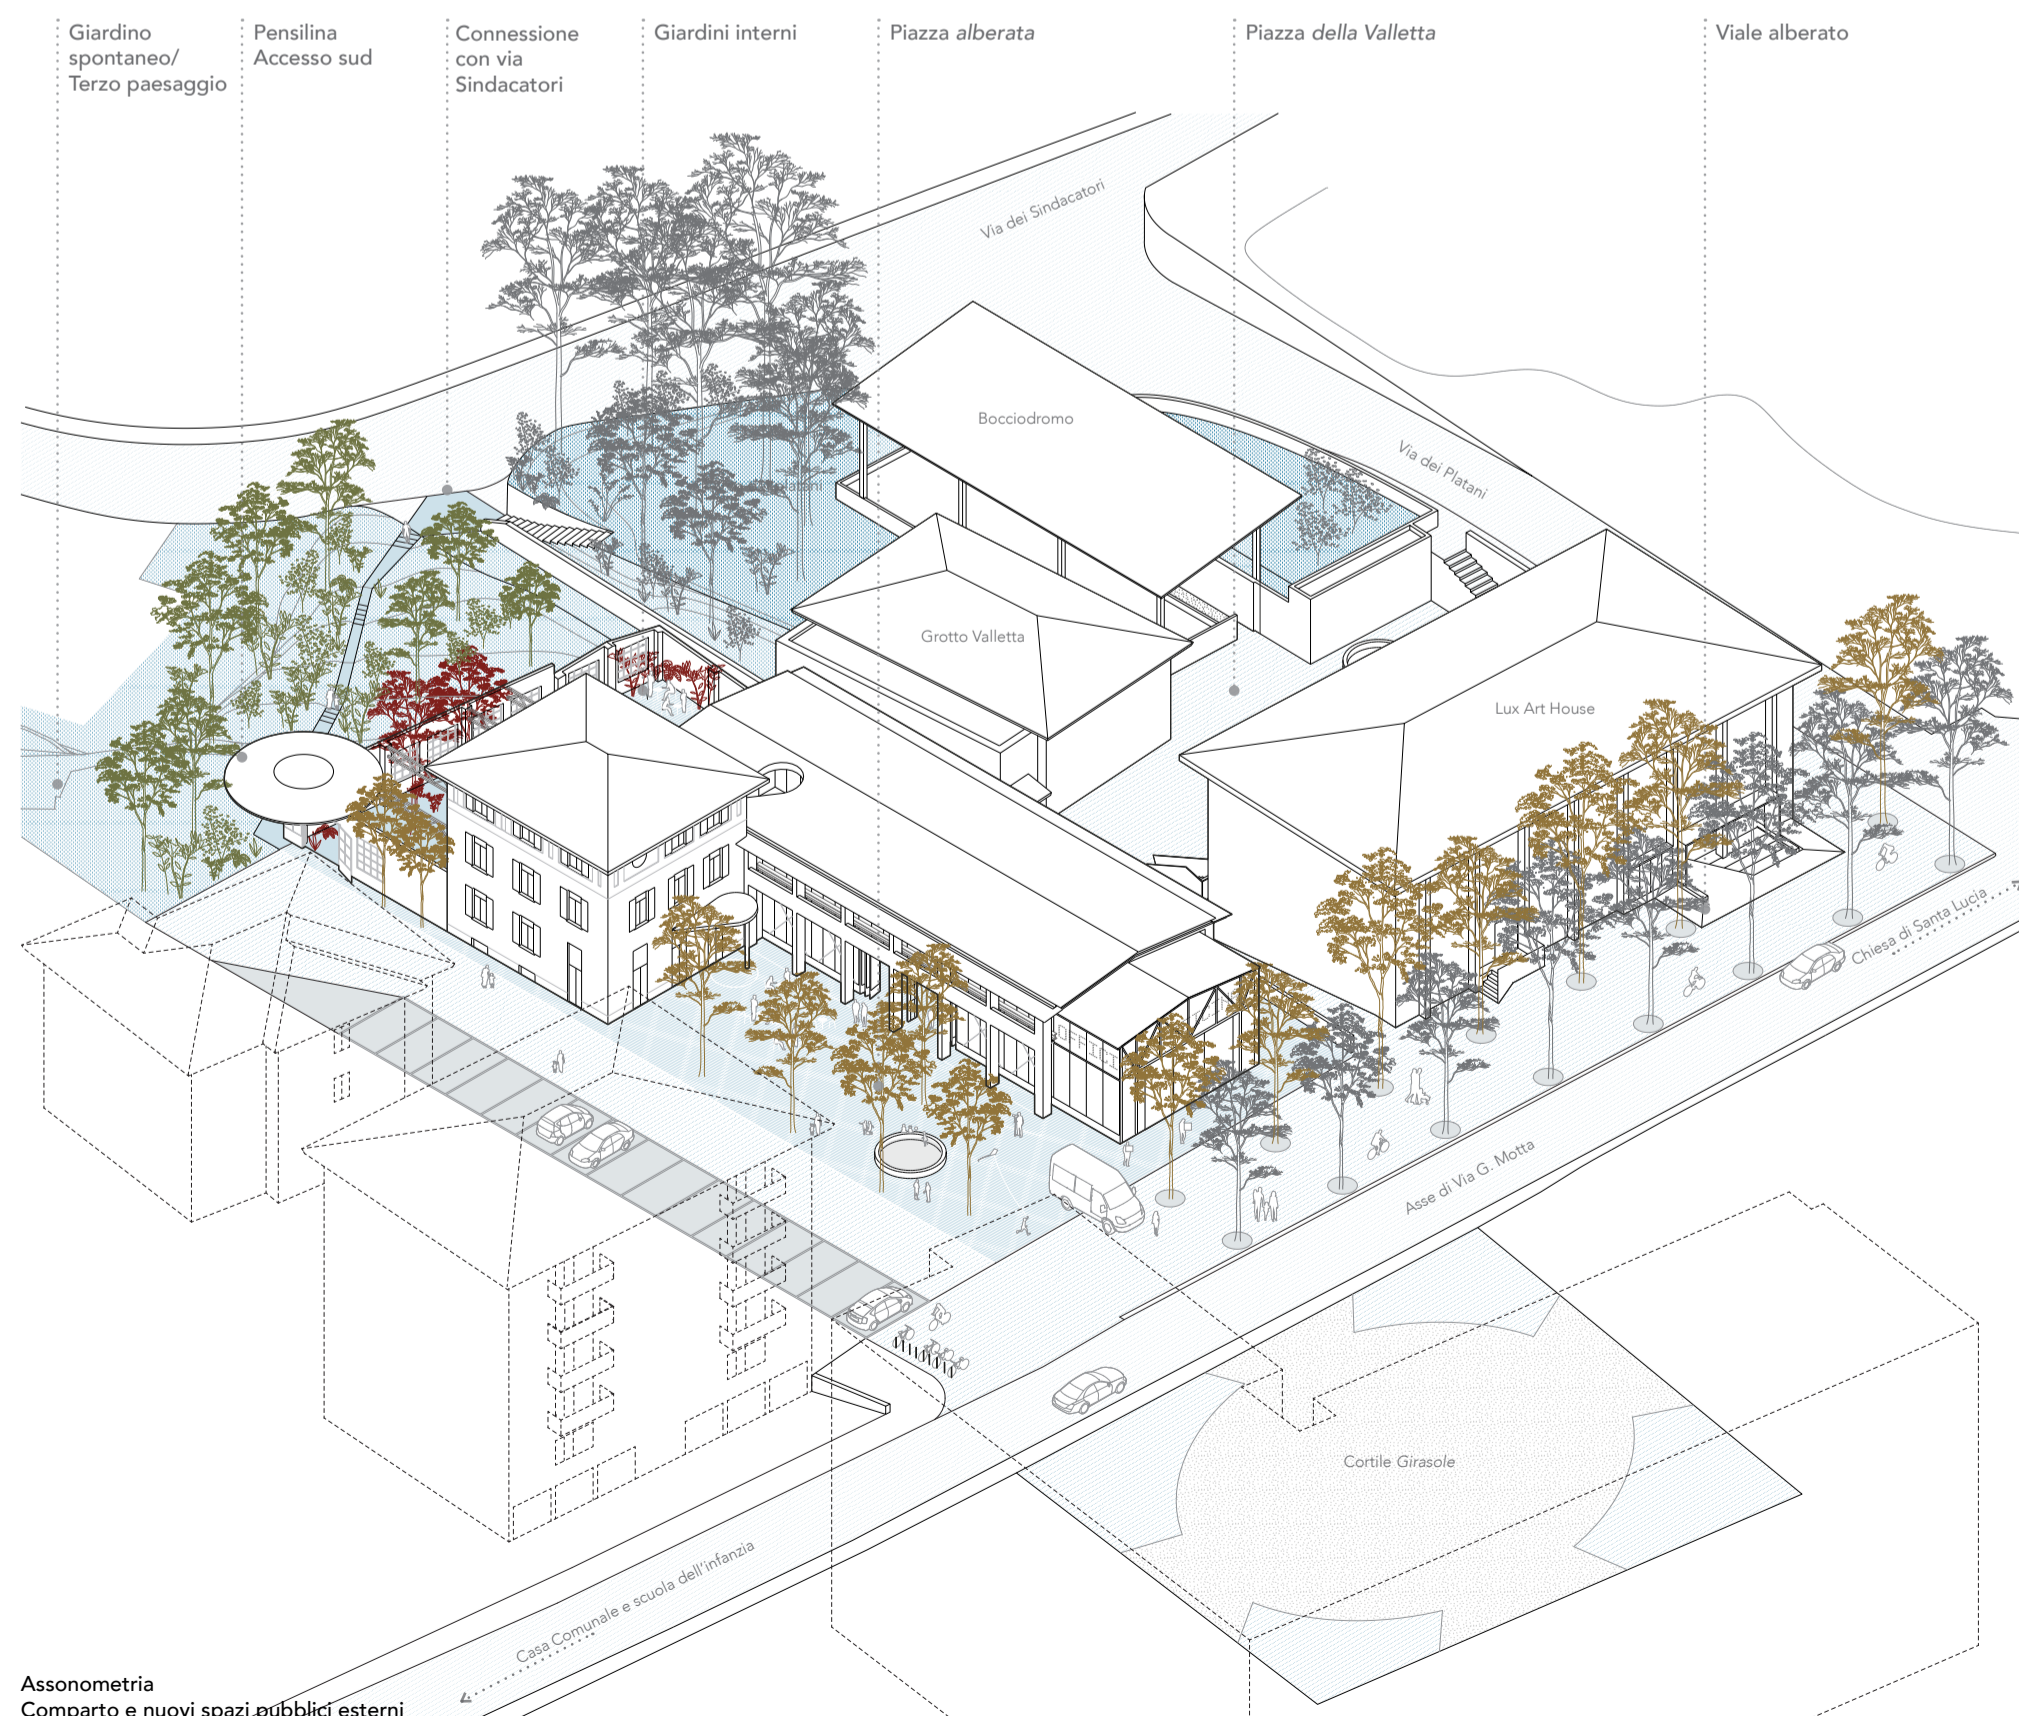 Giardino
spontaneo/
Terzo paesaggio
Pensilina
Accesso sud
Connessione
con via
Sindacatori
Giardini interni
Piazza alberata
Piazza della Valletta
Viale alberato
Via dei Sindacatori
Bocciodromo
Via dei Platani
Grotto Valletta
Lux Art House
Chiesa di Santa Lucia
Asse di Via G. Motta
Cortile Girasole
Casa Comunale e scuola dell'infanzia
Assonometria
Comparto e nuovi spazi pubblici esterni